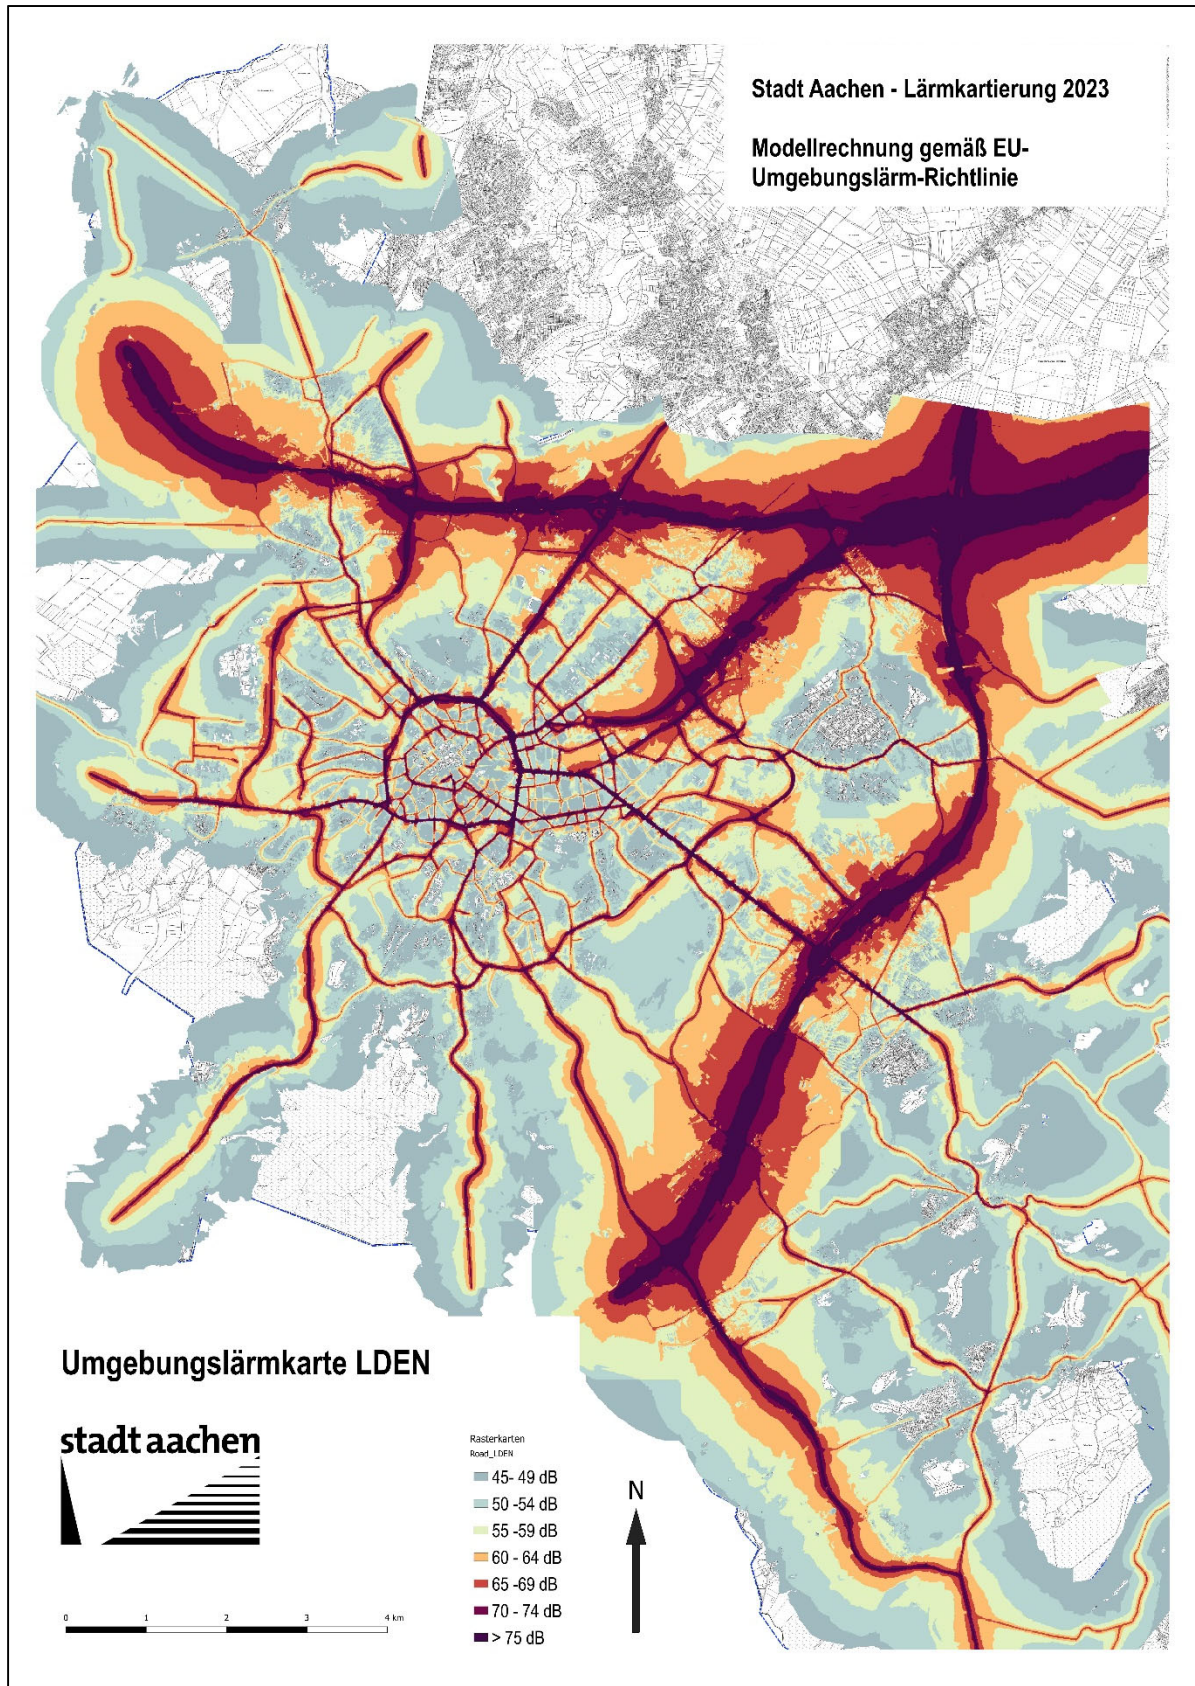 Stadt Aachen - Lärmkartierung 2023
Modellrechnung gemäß EU-
Umgebungslärm-Richtlinie
Umgebungslärmkarte LDEN
stadt aachen
Rasterkarten
Road_LDEN
45- 49 dB
50 -54 dB
55 -59 dB
60 - 64 dB
65 -69 dB
70 - 74 dB
> 75 dB
N
0 1 2 3 4 km